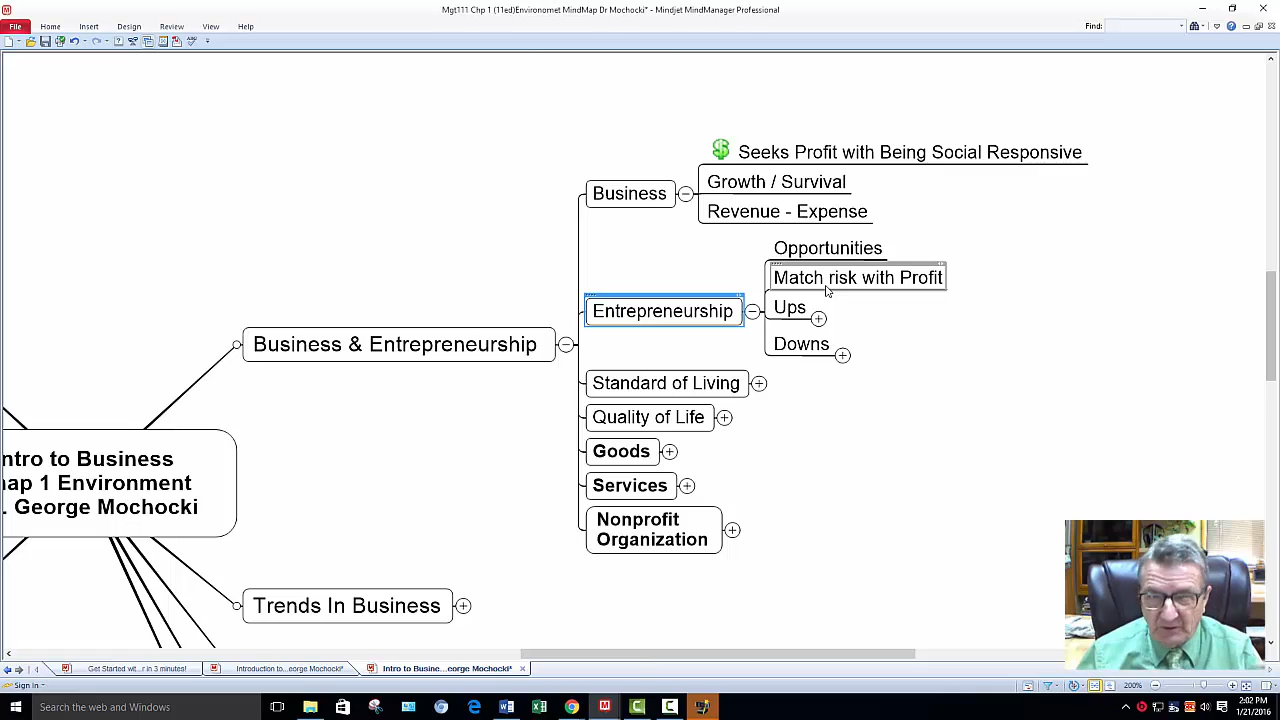 Mgt111 Chp 1 (11ed)Environomet MindMap Dr Mochocki* - Mindjet MindManager Professional
File Home Insert Design Review View Help Find:
Seeks Profit with Being Social Responsive
Business
Growth / Survival
Revenue - Expense
Opportunities
Match risk with Profit
Entrepreneurship
Ups
Downs
Business & Entrepreneurship
Standard of Living
Quality of Life
Goods
Services
Nonprofit
Organization
ntro to Business
ap 1 Environment
. George Mochocki
Trends In Business
Get Started wit...r in 3 minutes! Introduction to...eorge Mochocki* Intro to Busine...eorge Mochocki*
Sign In 200%
Search the web and Windows
2:02 PM
1/21/2016